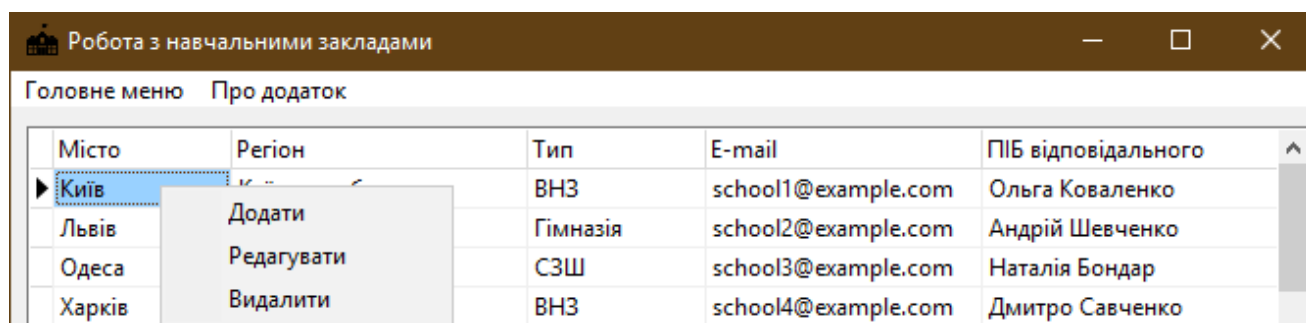 Робота з навчальними закладами
Головне меню Про додаток
Місто Регіон Тип E-mail ПІБ відповідального
Київ ВНЗ school1@example.com Ольга Коваленко
Додати
Львів Гімназія school2@example.com Андрій Шевченко
Редагувати
Одеса СЗШ school3@example.com Наталія Бондар
Видалити
Харків ВНЗ school4@example.com Дмитро Савченко